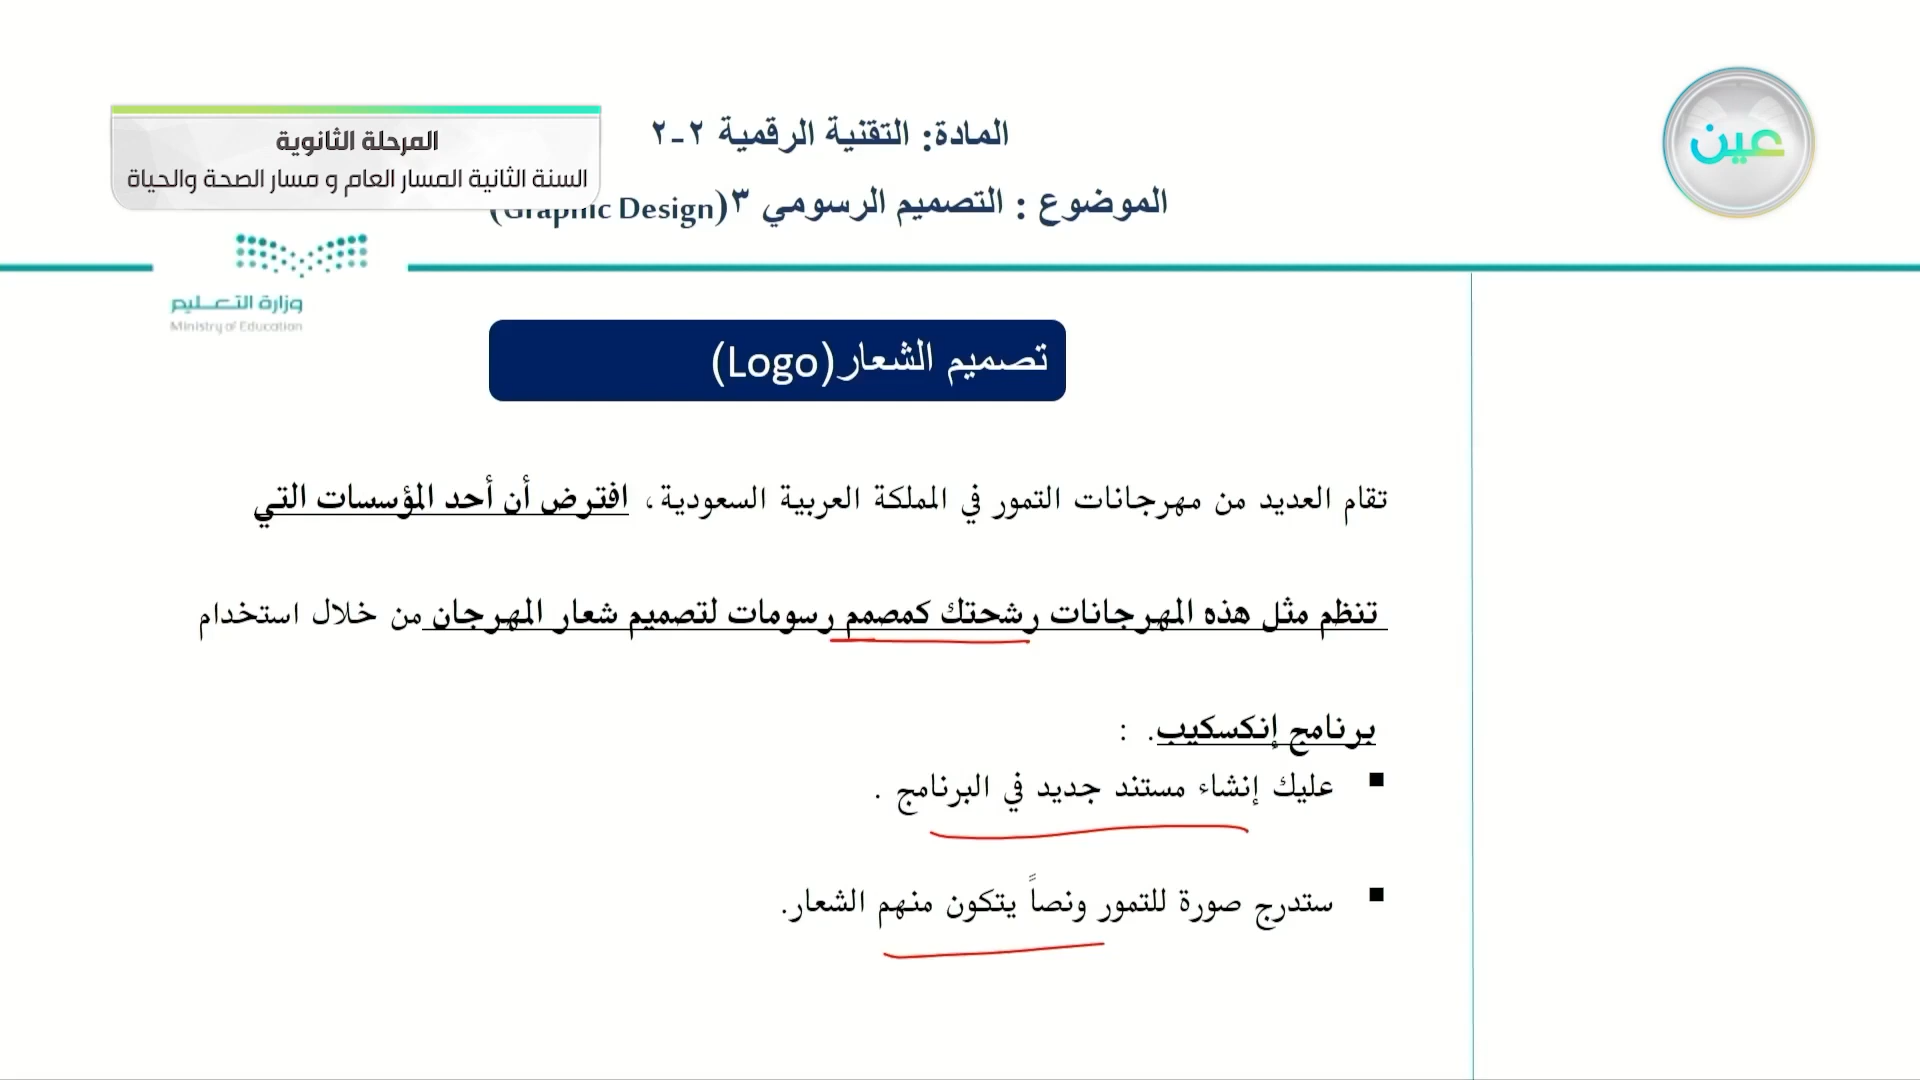 المادة: التقنية الرقمية ٢-٢
عين
المرحلة الثانوية
السنة الثانية المسار العام و مسار الصحة والحياة
الموضوع : التصميم الرسومي ٣(Graphic Design)
وزارة التعليم
Ministry of Education
تصميم الشعار(Logo)
تقام العديد من مهرجانات التمور في المملكة العربية السعودية، افترض أن أحد المؤسسات التي
تنظم مثل هذه المهرجانات رشحتك كمصمم رسومات لتصميم شعار المهرجان من خلال استخدام
برنامج إنكسكيب. :
▪ عليك إنشاء مستند جديد في البرنامج .
▪ ستدرج صورة للتمور ونصاً يتكون منهم الشعار.